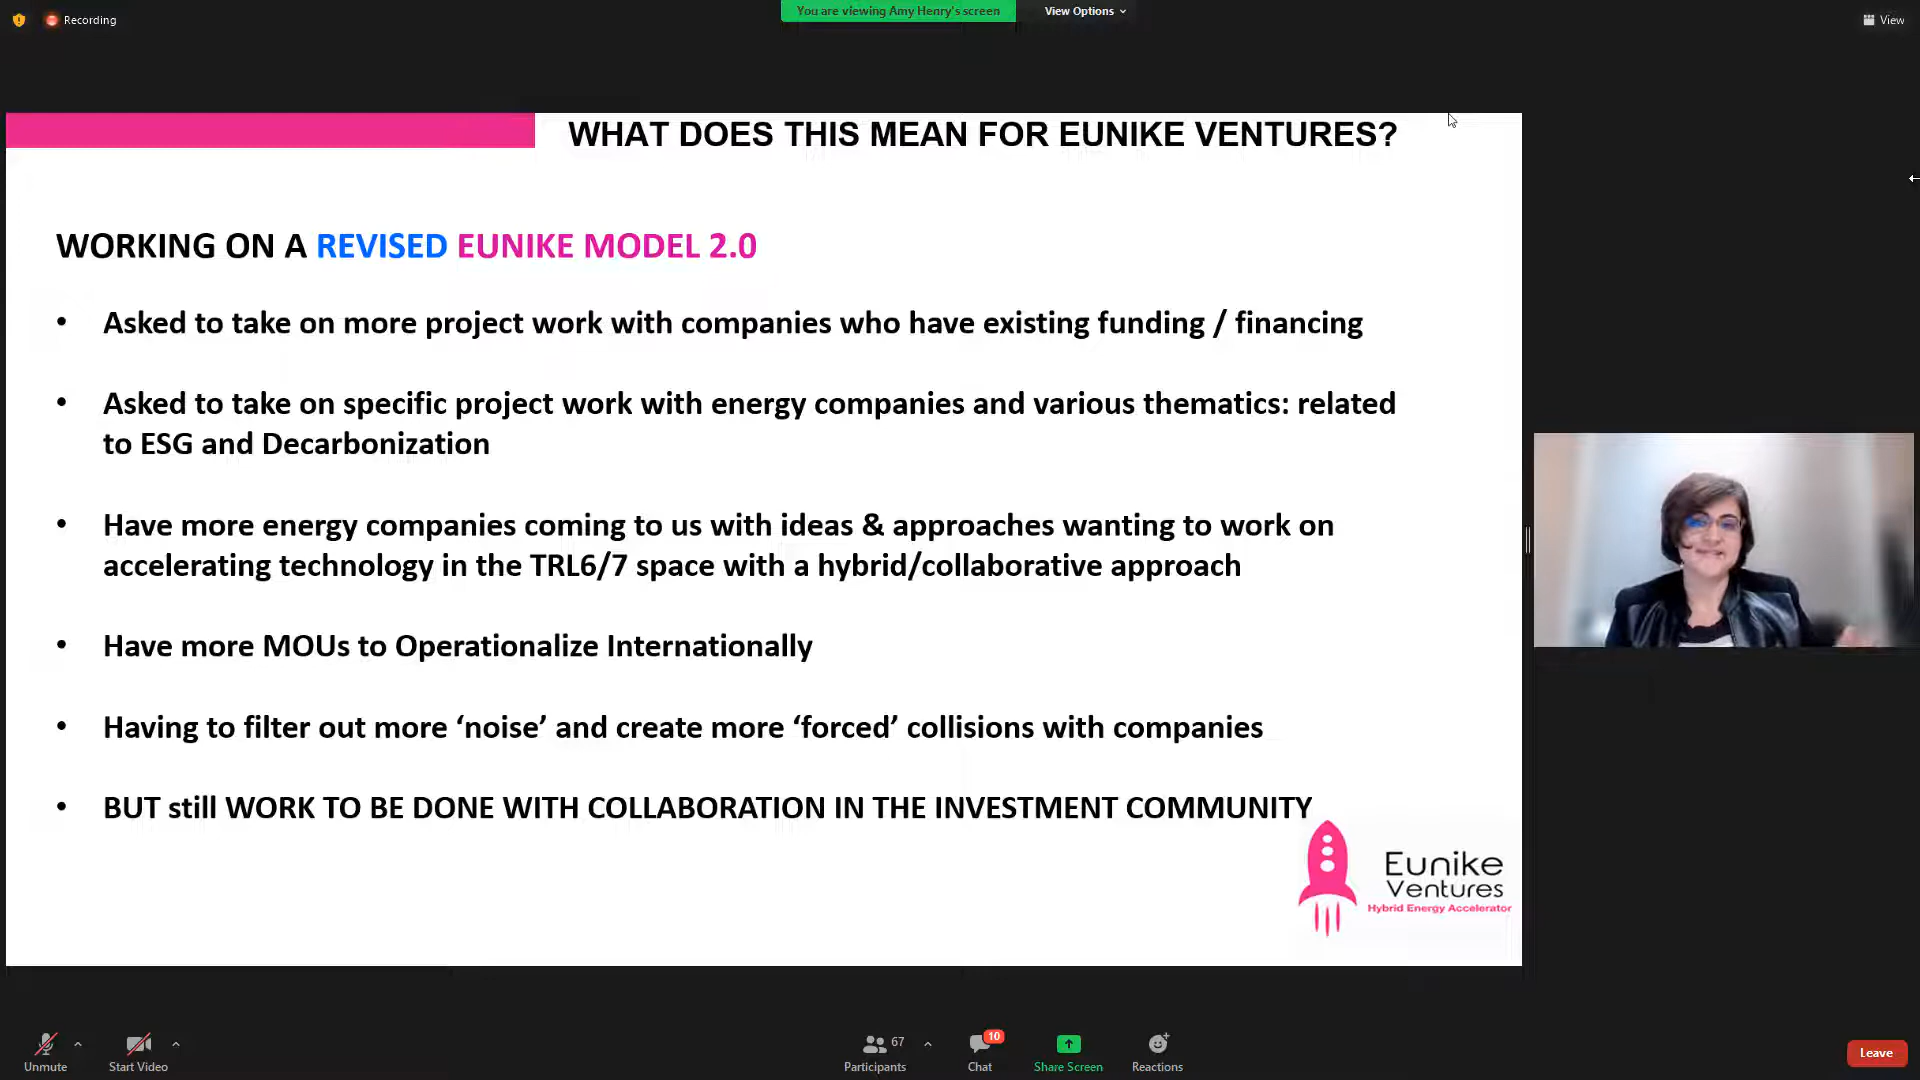 Recording
You are viewing Amy Henry's screen
View Options
View
WHAT DOES THIS MEAN FOR EUNIKE VENTURES?
WORKING ON A REVISED EUNIKE MODEL 2.0
• Asked to take on more project work with companies who have existing funding / financing
• Asked to take on specific project work with energy companies and various thematics: related
to ESG and Decarbonization
• Have more energy companies coming to us with ideas & approaches wanting to work on
accelerating technology in the TRL6/7 space with a hybrid/collaborative approach
• Have more MOUs to Operationalize Internationally
• Having to filter out more ‘noise’ and create more ‘forced’ collisions with companies
• BUT still WORK TO BE DONE WITH COLLABORATION IN THE INVESTMENT COMMUNITY
Eunike
Ventures
Hybrid Energy Accelerator
Unmute
Start Video
67
Participants
10
Chat
Share Screen
Reactions
Leave